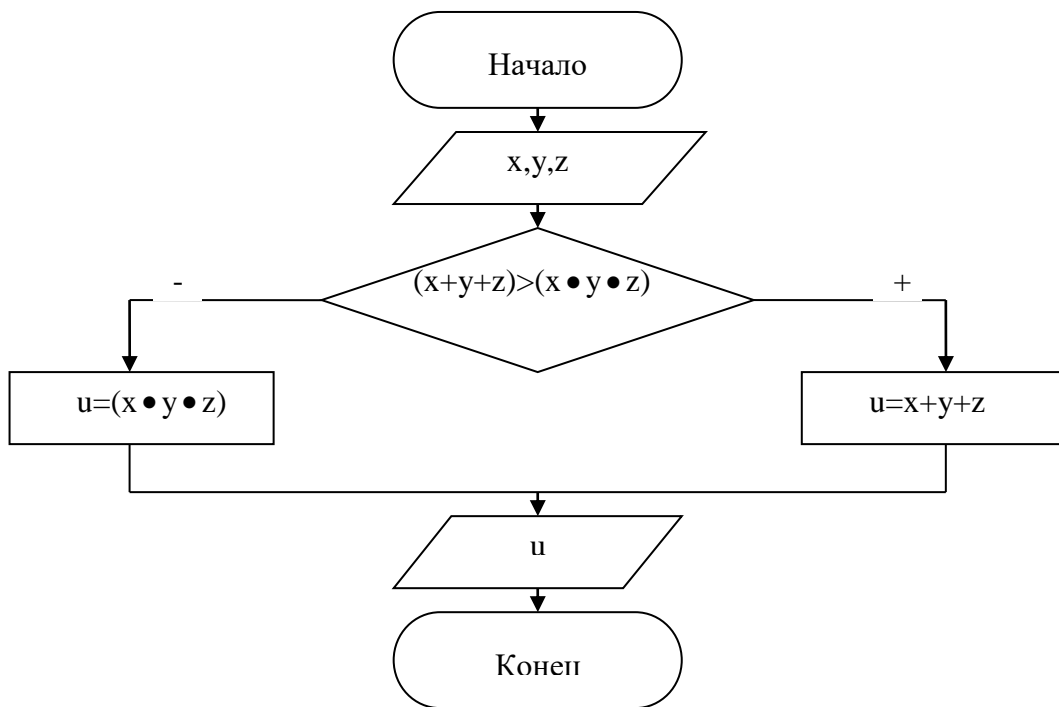 Начало
x,y,z
(x+y+z)>(x●y●z)
-
+
u=(x●y●z)
u=x+y+z
u
Конец